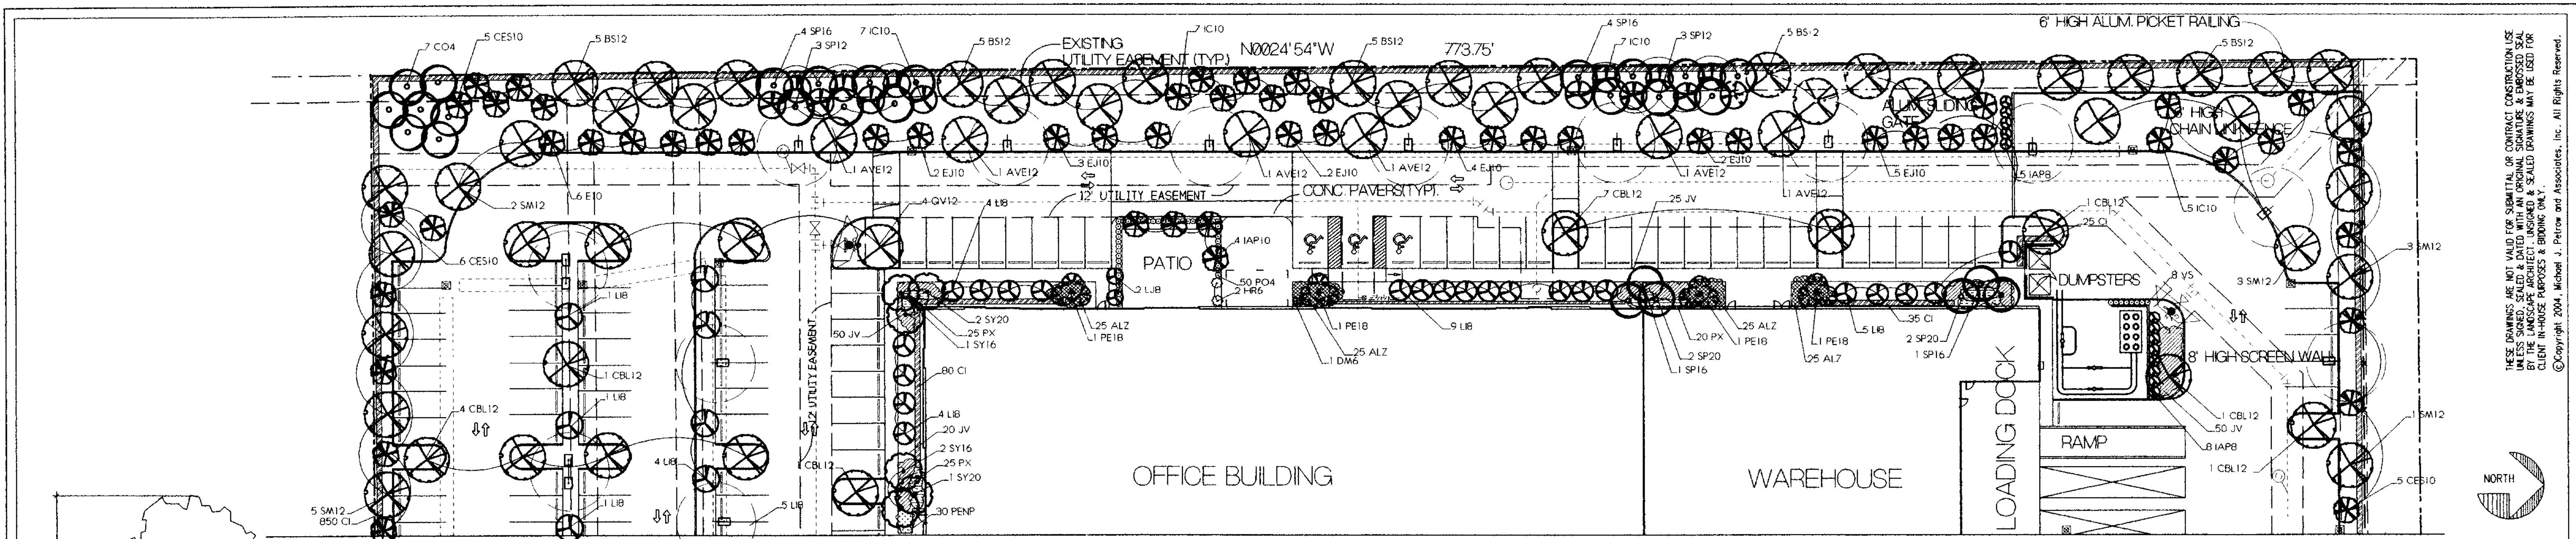 6' HIGH ALUM. PICKET RAILING
7 CO4
5 CES10
5 BS12
4 SP16
3 SP12
7 IC10
5 BS12
EXISTING
UTILITY EASEMENT (TYP.)
7 IC10
N0024'54"W
773.75'
5 BS12
4 SP16
7 IC10
3 SP12
5 BS12
5 BS12
ALUM. SLIDING
GATE
6' HIGH
CHAIN LINK FENCE
2 SM12
6 E10
1 AVE12
2 EJ10
1 AVE12
3 EJ10
1 AVE12
2 EJ10
1 AVE12
4 EJ10
1 AVE12
2 EJ10
1 AVE12
5 EJ10
5 IAP8
5 IC10
12' UTILITY EASEMENT
CONC. PAVERS(TYP).
4 QV12
4 LI8
7 CBL12
25 JV
1 CBL12
25 CI
6 CES10
4 IAP10
PATIO
50 PO4
2 HR6
2 LJ8
DUMPSTERS
8 VS
3 SM12
3 SM12
1 LI8
12' UTILITY EASEMENT
50 JV
2 SY20
25 PX
1 SY16
25 ALZ
1 PE18
1 PE18
25 ALZ
1 DM6
9 LI8
25 ALZ
1 PE18
20 PX
2 SP20
1 SP16
1 PE18
25 AL7
5 LI8
35 CI
2 SP20
1 SP16
8' HIGH SCREEN WALL
1 CBL12
80 CI
1 LI8
4 CBL12
4 LI8
20 JV
2 SY16
25 PX
1 SY20
30 PENP
4 LI8
1 CBL12
5 LI8
1 LI8
5 SM12
850 CI
OFFICE BUILDING
WAREHOUSE
LOADING DOCK
RAMP
1 CBL12
50 JV
8 IAP8
1 CBL12
1 SM12
5 CES10
NORTH
THESE DRAWINGS ARE NOT VALID FOR SUBMITTAL OR CONTRACT CONSTRUCTION USE
UNLESS SIGNED, SEALED & DATED WITH AN ORIGINAL SIGNATURE & EMBOSSED SEAL
BY THE LANDSCAPE ARCHITECT. UNSIGNED & SEALED DRAWINGS MAY BE USED FOR
CLIENT IN-HOUSE PURPOSES & BIDDING ONLY.
©Copyright 2004, Michael J. Petrow and Associates, Inc. All Rights Reserved.